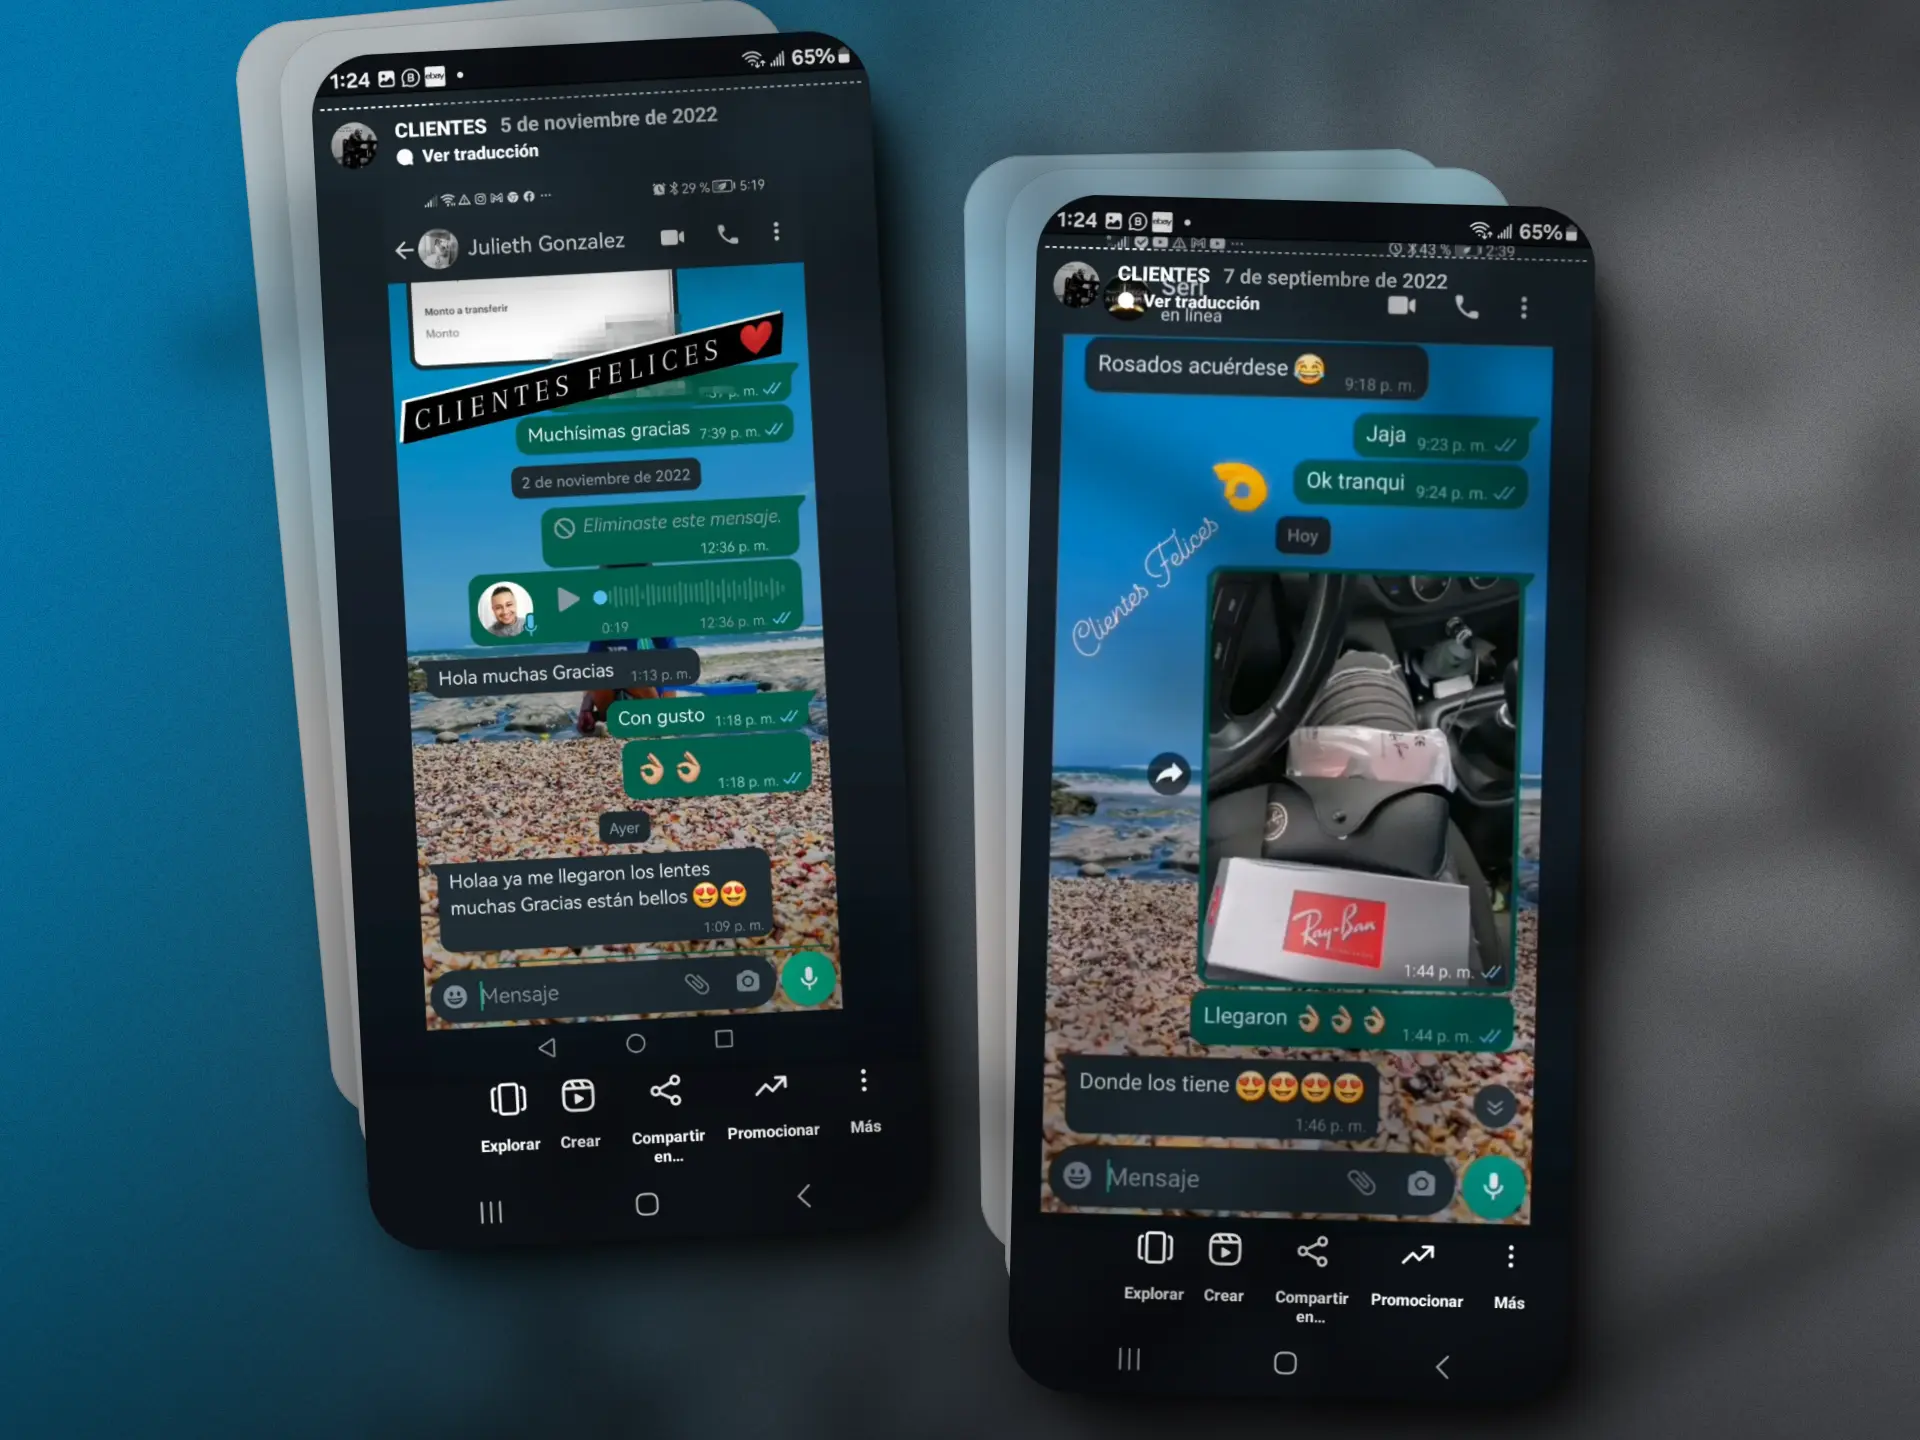 1:24
ebay
65%
CLIENTES 5 de noviembre de 2022
Ver traducción
29 % 5:19
Julieth Gonzalez
Monto a transferir
Monto
CLIENTES FELICES ❤️
p. m.
Muchísimas gracias 7:39 p. m.
2 de noviembre de 2022
Eliminaste este mensaje.
12:36 p. m.
0:19 12:36 p. m.
Hola muchas Gracias 1:13 p. m.
Con gusto 1:18 p. m.
👌🏼👌🏼 1:18 p. m.
Ayer
Holaa ya me llegaron los lentes
muchas Gracias están bellos 😍😍
1:09 p. m.
Mensaje
Explorar Crear Compartir en... Promocionar Más
1:24
ebay
65%
43 % 12:39
CLIENTES 7 de septiembre de 2022
Seri
Ver traducción
en línea
Rosados acuérdese 😂 9:18 p. m.
Jaja 9:23 p. m.
Ok tranqui 9:24 p. m.
Hoy
Clientes Felices
Ray-Ban
1:44 p. m.
Llegaron 👌🏼👌🏼👌🏼 1:44 p. m.
Donde los tiene 😍😍😍😍
1:46 p. m.
Mensaje
Explorar Crear Compartir en... Promocionar Más